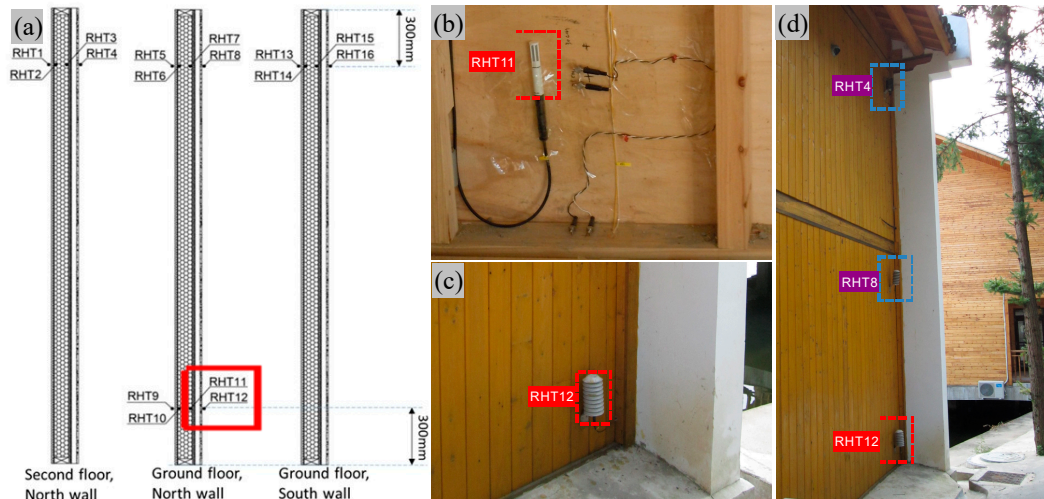 (a)
RHT3
RHT1
RHT4
RHT2
RHT7
RHT5
RHT8
RHT6
RHT15
RHT13
RHT16
RHT14
300mm
RHT11
RHT9
RHT12
RHT10
300mm
Second floor,
North wall
Ground floor,
North wall
Ground floor,
South wall
(b)
RHT11
(c)
RHT12
(d)
RHT4
RHT8
RHT12